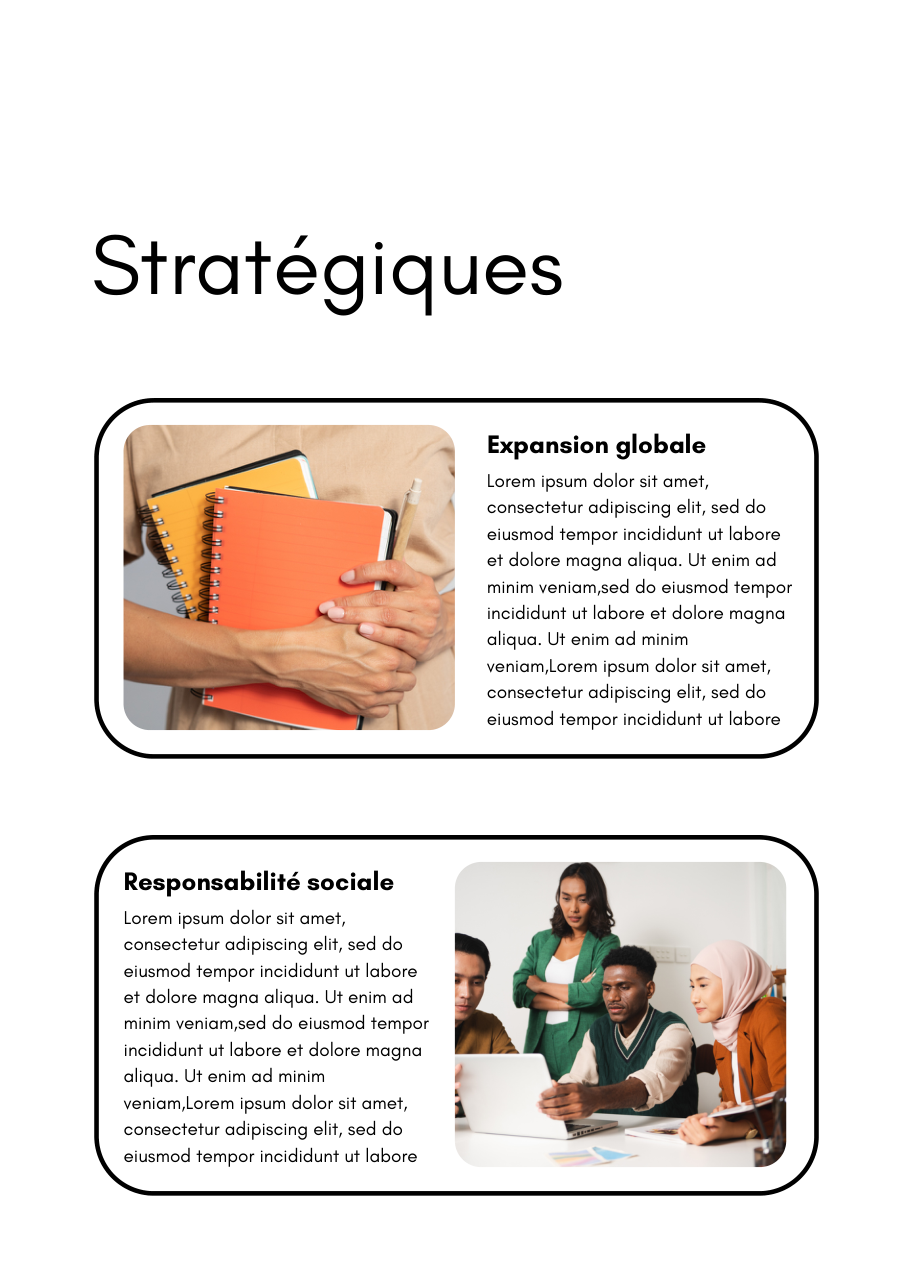 Stratégiques
Expansion globale
Lorem ipsum dolor sit amet,
consectetur adipiscing elit, sed do
eiusmod tempor incididunt ut labore
et dolore magna aliqua. Ut enim ad
minim veniam,sed do eiusmod tempor
incididunt ut labore et dolore magna
aliqua. Ut enim ad minim
veniam,Lorem ipsum dolor sit amet,
consectetur adipiscing elit, sed do
eiusmod tempor incididunt ut labore
Responsabilité sociale
Lorem ipsum dolor sit amet,
consectetur adipiscing elit, sed do
eiusmod tempor incididunt ut labore
et dolore magna aliqua. Ut enim ad
minim veniam,sed do eiusmod tempor
incididunt ut labore et dolore magna
aliqua. Ut enim ad minim
veniam,Lorem ipsum dolor sit amet,
consectetur adipiscing elit, sed do
eiusmod tempor incididunt ut labore